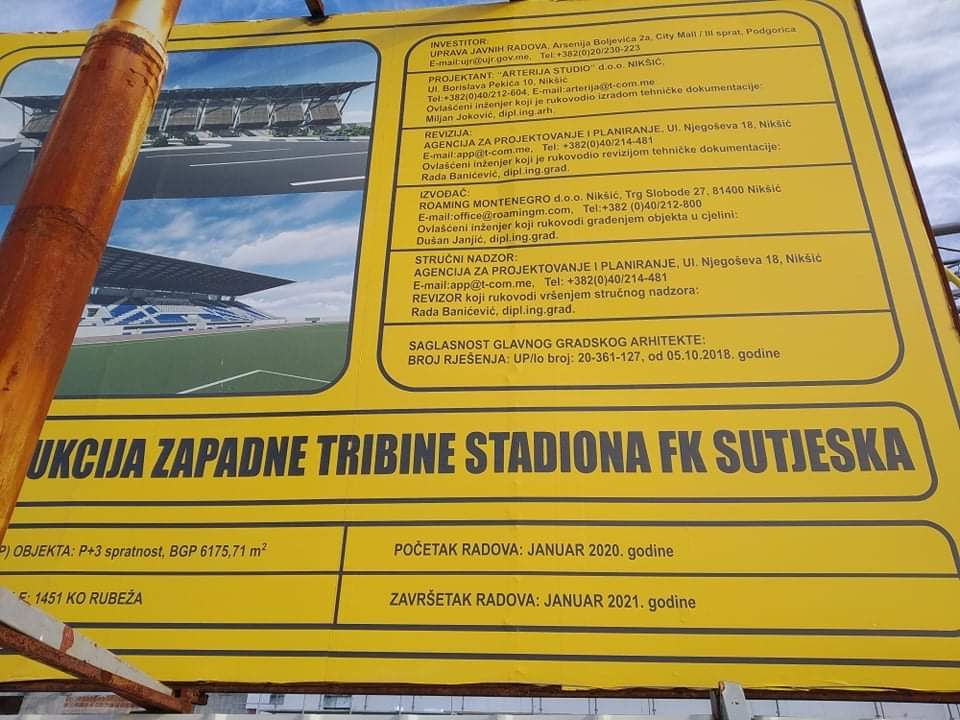 INVESTITOR:
UPRAVA JAVNIH RADOVA, Arsenija Boljevića 2a, City Mall / III sprat, Podgorica
E-mail:ujr@ujr.gov.me, Tel:+382(0)20/230-223
PROJEKTANT: "ARTERIJA STUDIO" d.o.o. NIKŠIĆ,
Ul. Borislava Pekića 10, Nikšić
Tel:+382(0)40/212-604, E-mail:arterija@t-com.me
Ovlašćeni inženjer koji je rukovodio izradom tehničke dokumentacije:
Miljan Joković, dipl.ing.arh.
REVIZIJA:
AGENCIJA ZA PROJEKTOVANJE I PLANIRANJE, Ul. Njegoševa 18, Nikšić
E-mail:app@t-com.me, Tel: +382(0)40/214-481
Ovlašćeni inženjer koji je rukovodio revizijom tehničke dokumentacije:
Rada Banićević, dipl.ing.grad.
IZVOĐAČ:
ROAMING MONTENEGRO d.o.o. Nikšić, Trg Slobode 27, 81400 Nikšić
E-mail:office@roamingm.com, Tel:+382 (0)40/212-800
Ovlašćeni inženjer koji rukovodi građenjem objekta u cjelini:
Dušan Janjić, dipl.ing.grad.
STRUČNI NADZOR:
AGENCIJA ZA PROJEKTOVANJE I PLANIRANJE, Ul. Njegoševa 18, Nikšić
E-mail:app@t-com.me, Tel: +382(0)40/214-481
REVIZOR koji rukovodi vršenjem stručnog nadzora:
Rada Banićević, dipl.ing.grad.
SAGLASNOST GLAVNOG GRADSKOG ARHITEKTE:
BROJ RJEŠENJA: UP/Io broj: 20-361-127, od 05.10.2018. godine
UKCIJA ZAPADNE TRIBINE STADIONA FK SUTJESKA
P) OBJEKTA: P+3 spratnost, BGP 6175,71 m²
POČETAK RADOVA: JANUAR 2020. godine
LE: 1451 KO RUBEŽA
ZAVRŠETAK RADOVA: JANUAR 2021. godine